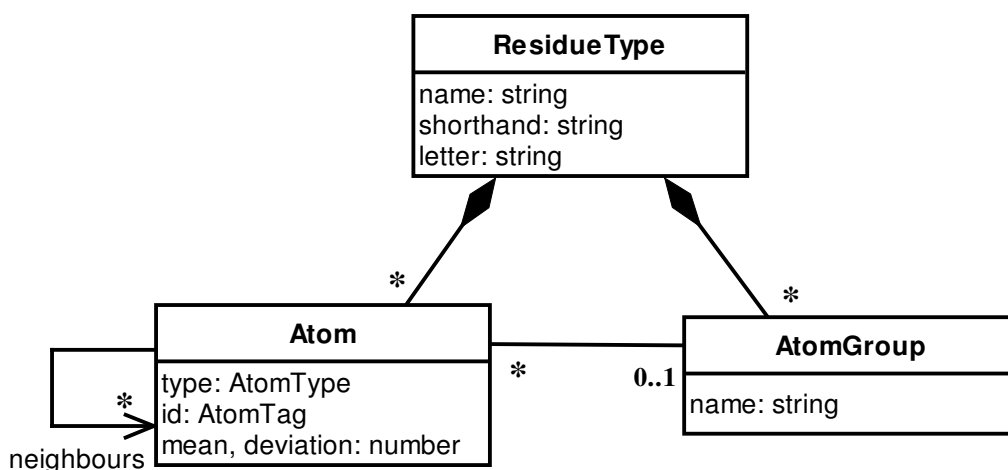 ResidueType
name: string
shorthand: string
letter: string
*
*
Atom
type: AtomType
id: AtomTag
mean, deviation: number
*
0..1
AtomGroup
name: string
*
neighbours